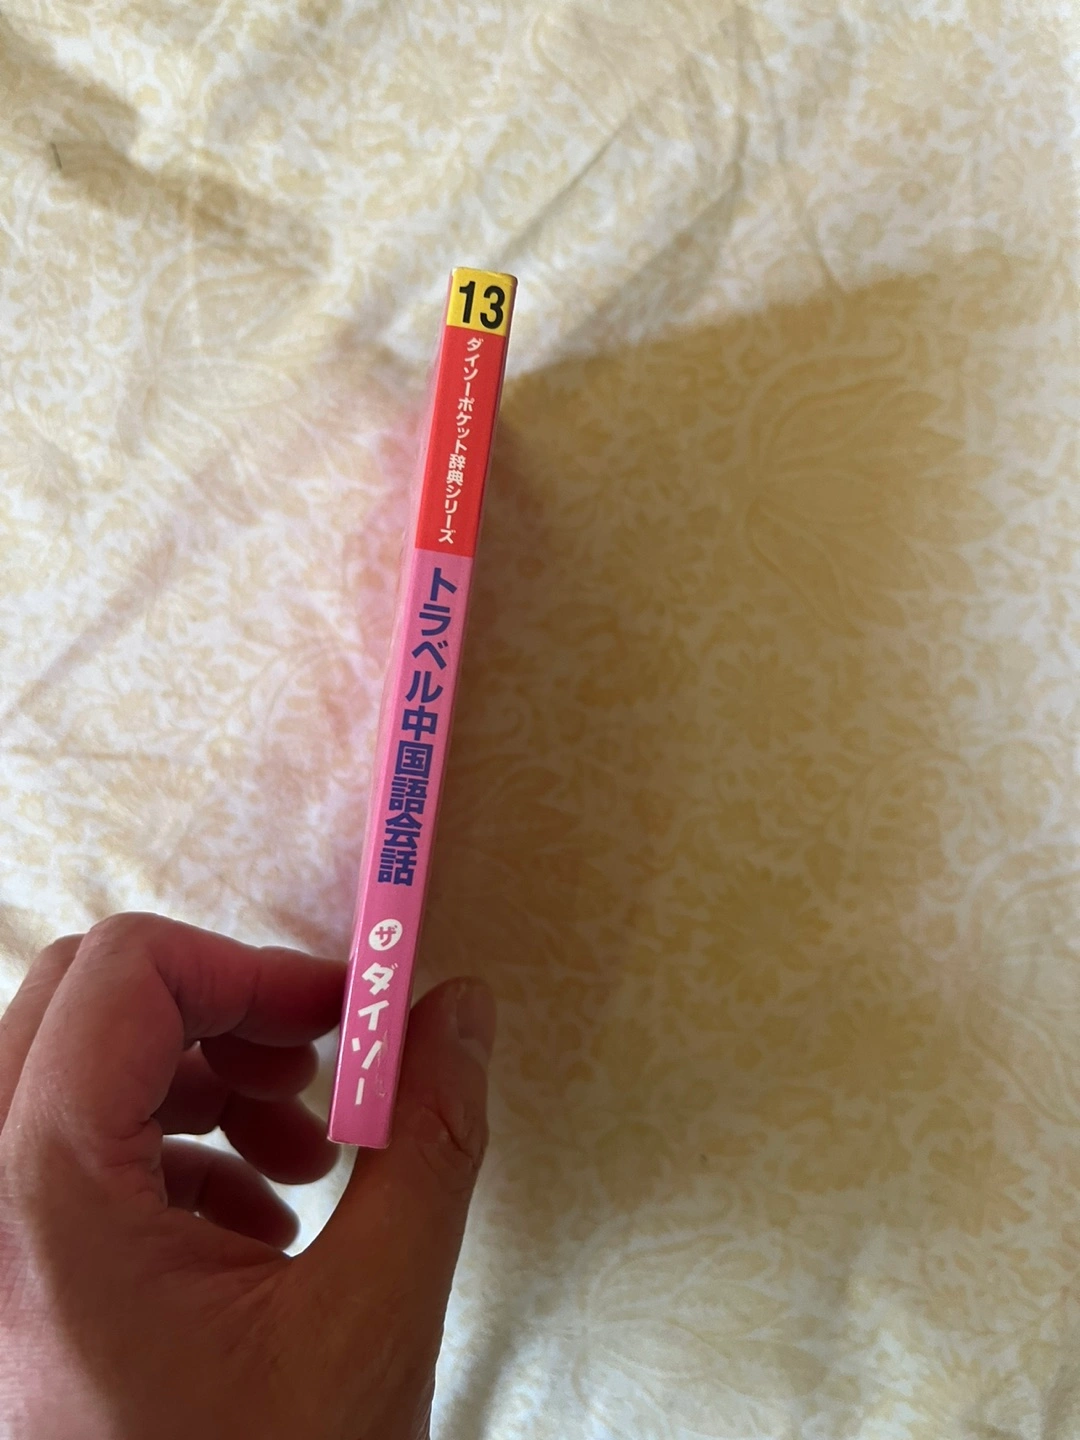 13
ダイソーポケット辞典シリーズ
トラベル中国語会話
ザ
ダイソー